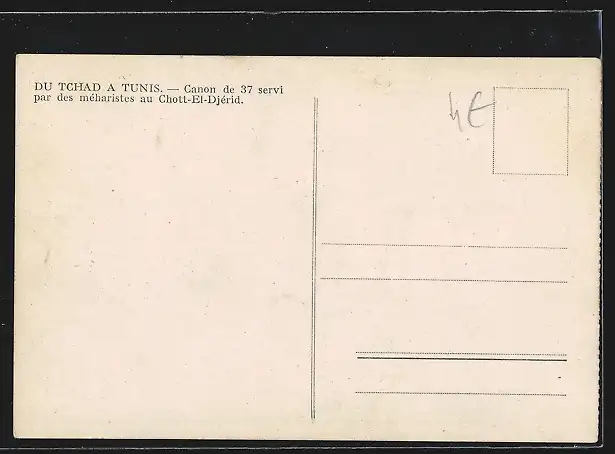 DU TCHAD A TUNIS. — Canon de 37 servi
par des méharistes au Chott-El-Djérid.
4€